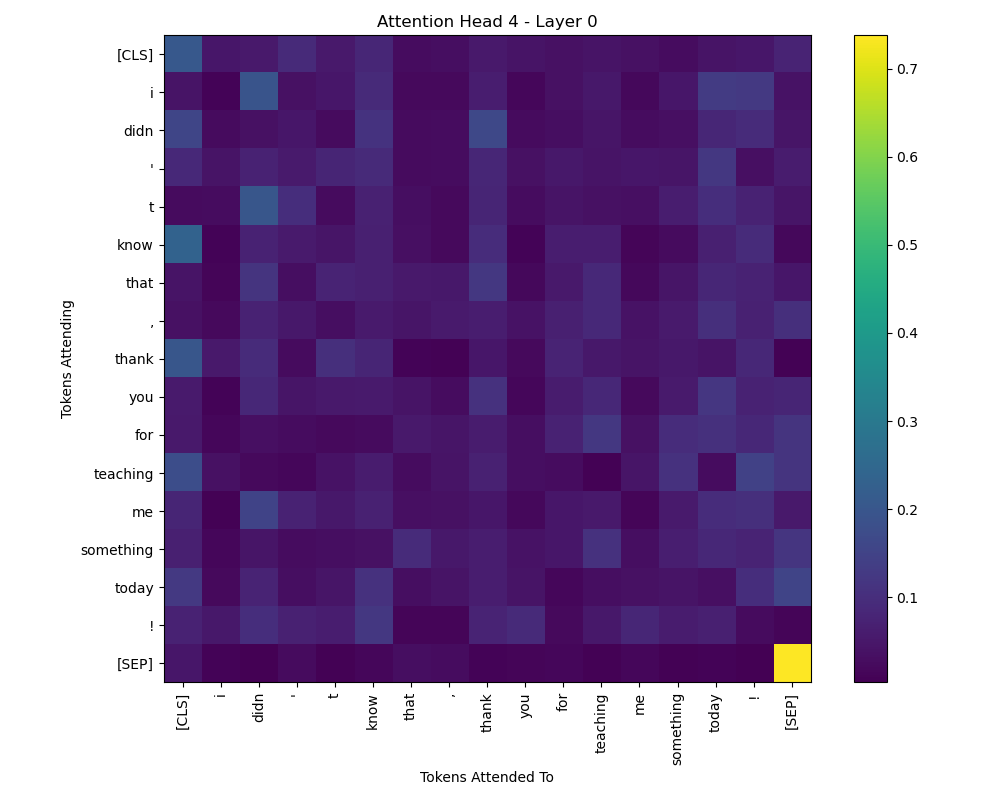 Attention Head 4 - Layer 0
[CLS]
i
didn
'
t
know
that
,
thank
you
for
teaching
me
something
today
!
[SEP]
Tokens Attending
[CLS]
i
didn
'
t
know
that
,
thank
you
for
teaching
me
something
today
!
[SEP]
Tokens Attended To
0.7
0.6
0.5
0.4
0.3
0.2
0.1